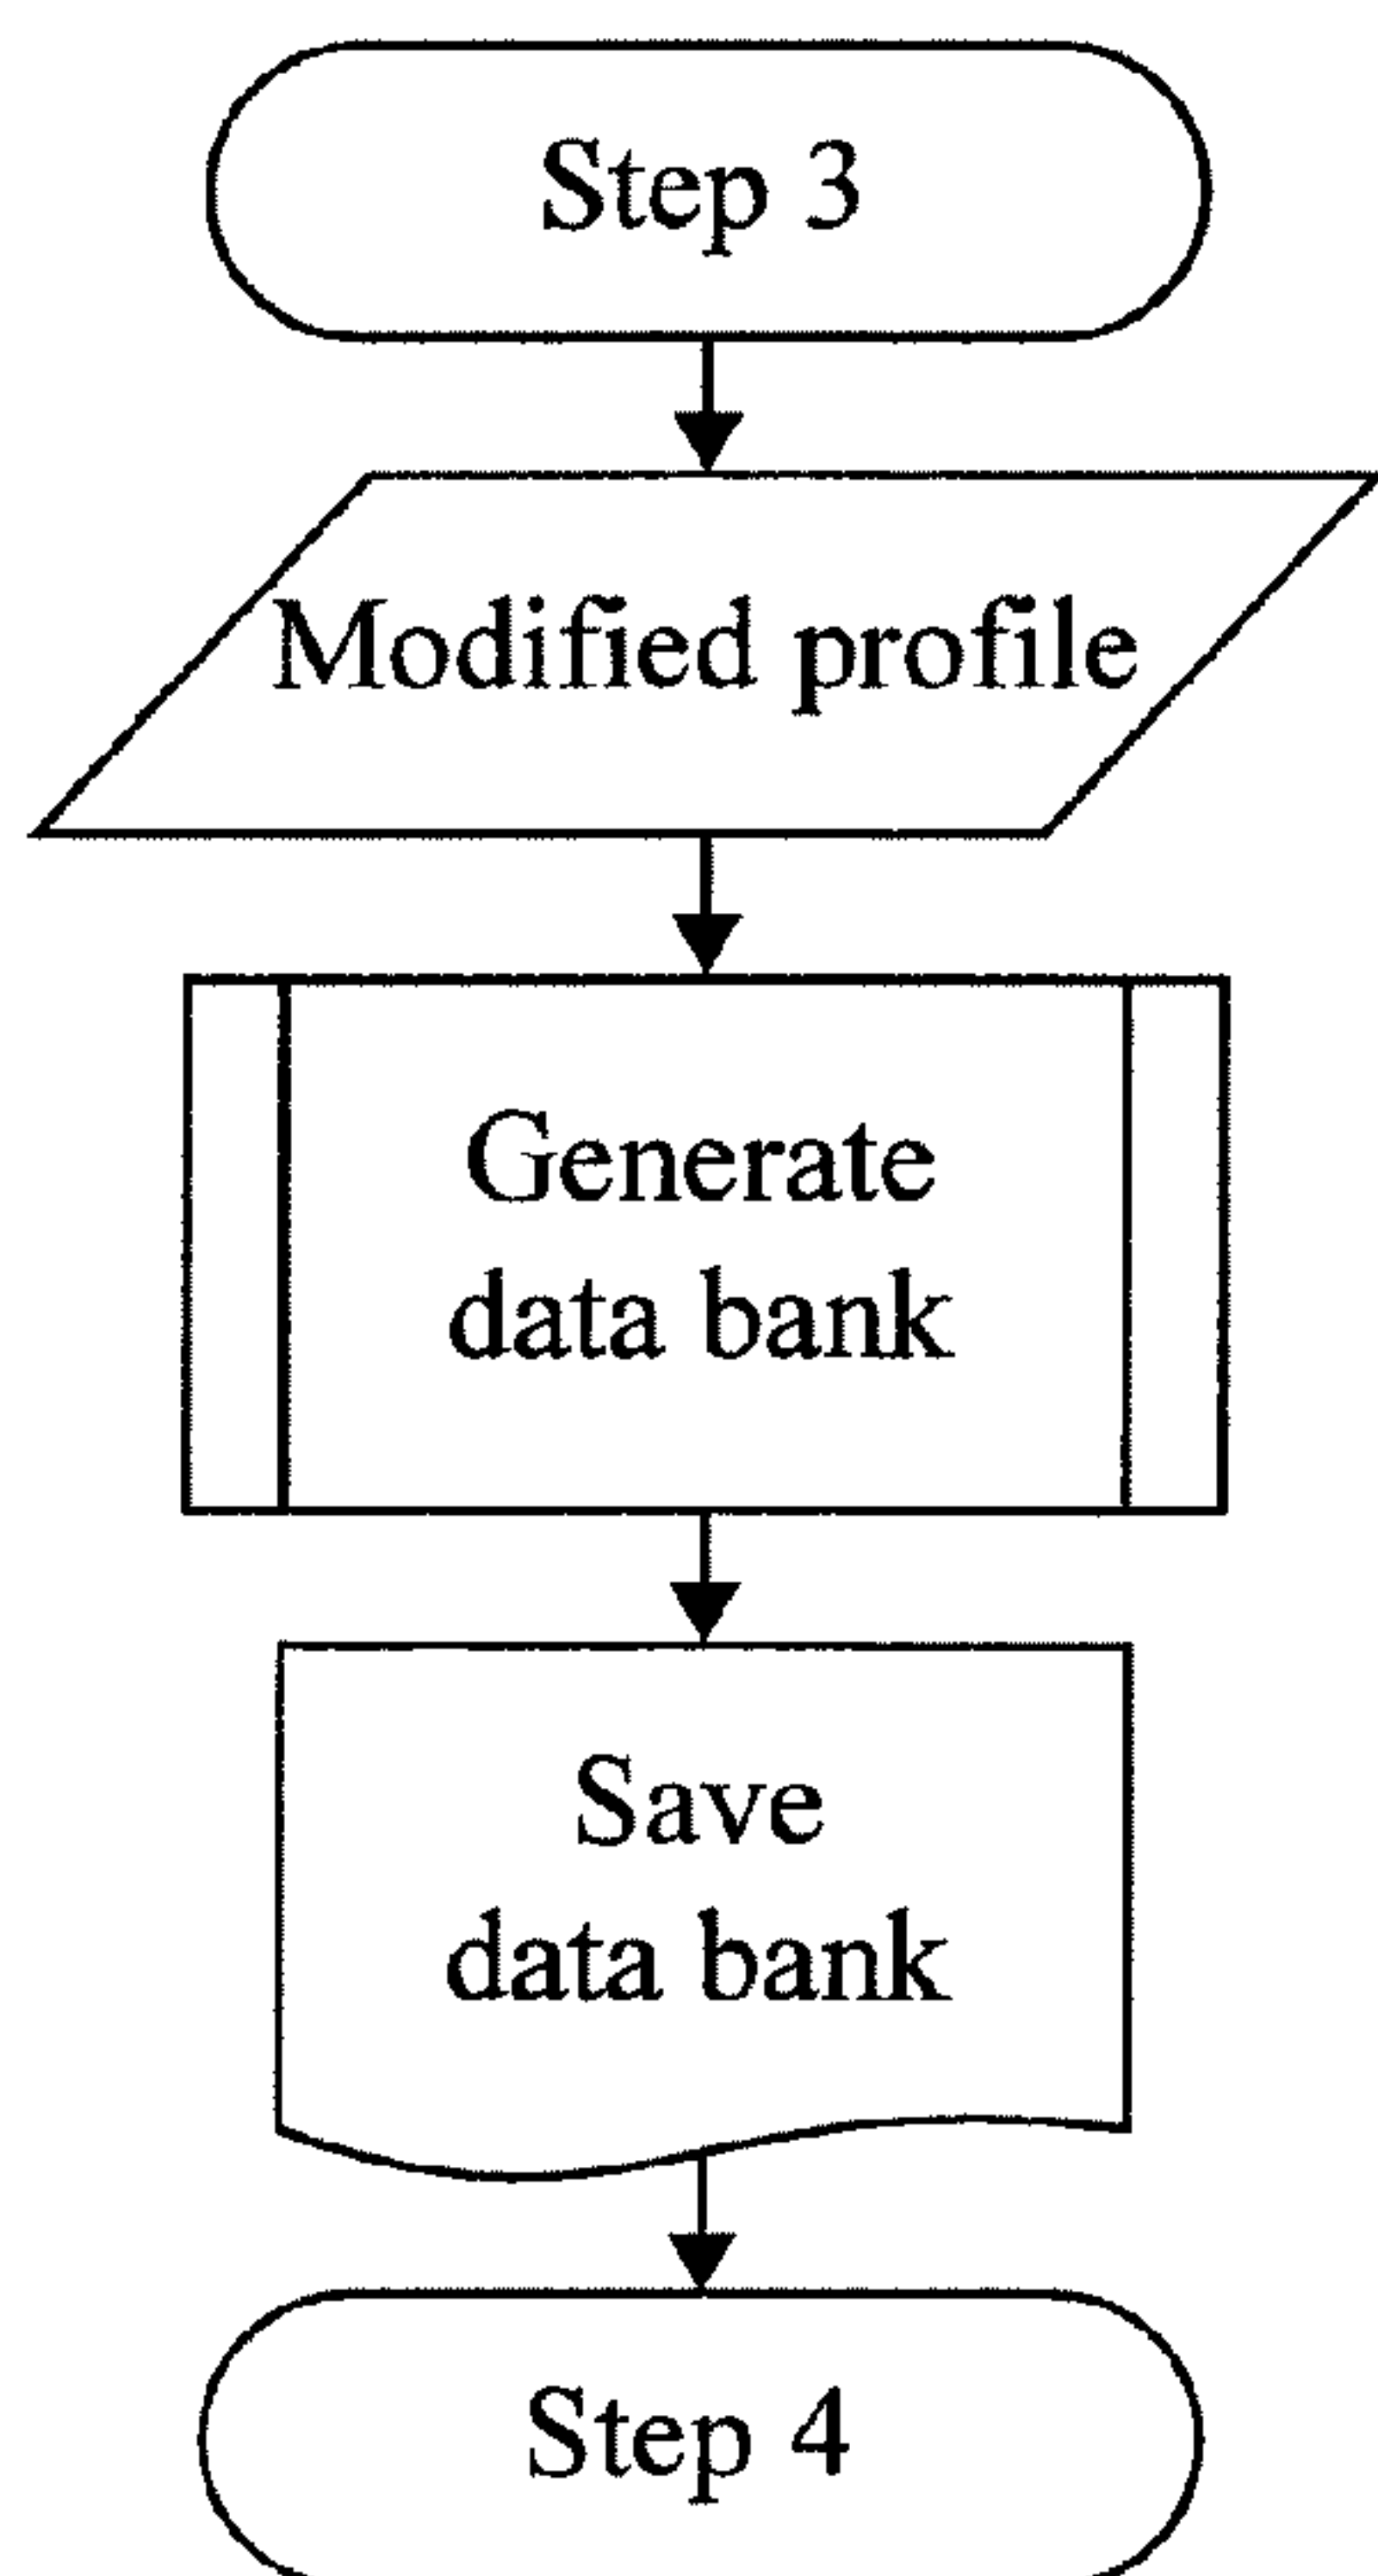 Step 3
Modified profile
Generate
data bank
Save
data bank
Step 4